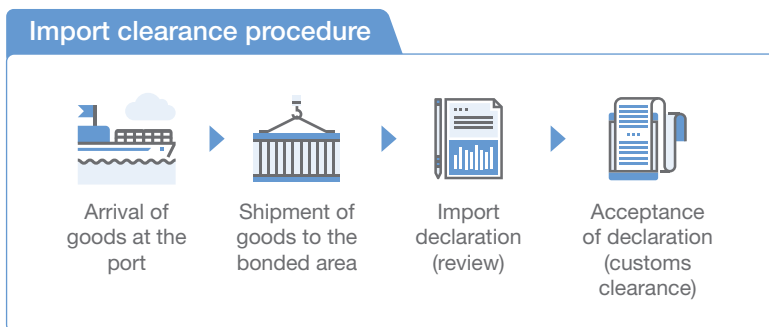 Import clearance procedure
Arrival of
goods at the
port
Shipment of
goods to the
bonded area
Import
declaration
(review)
Acceptance
of declaration
(customs
clearance)